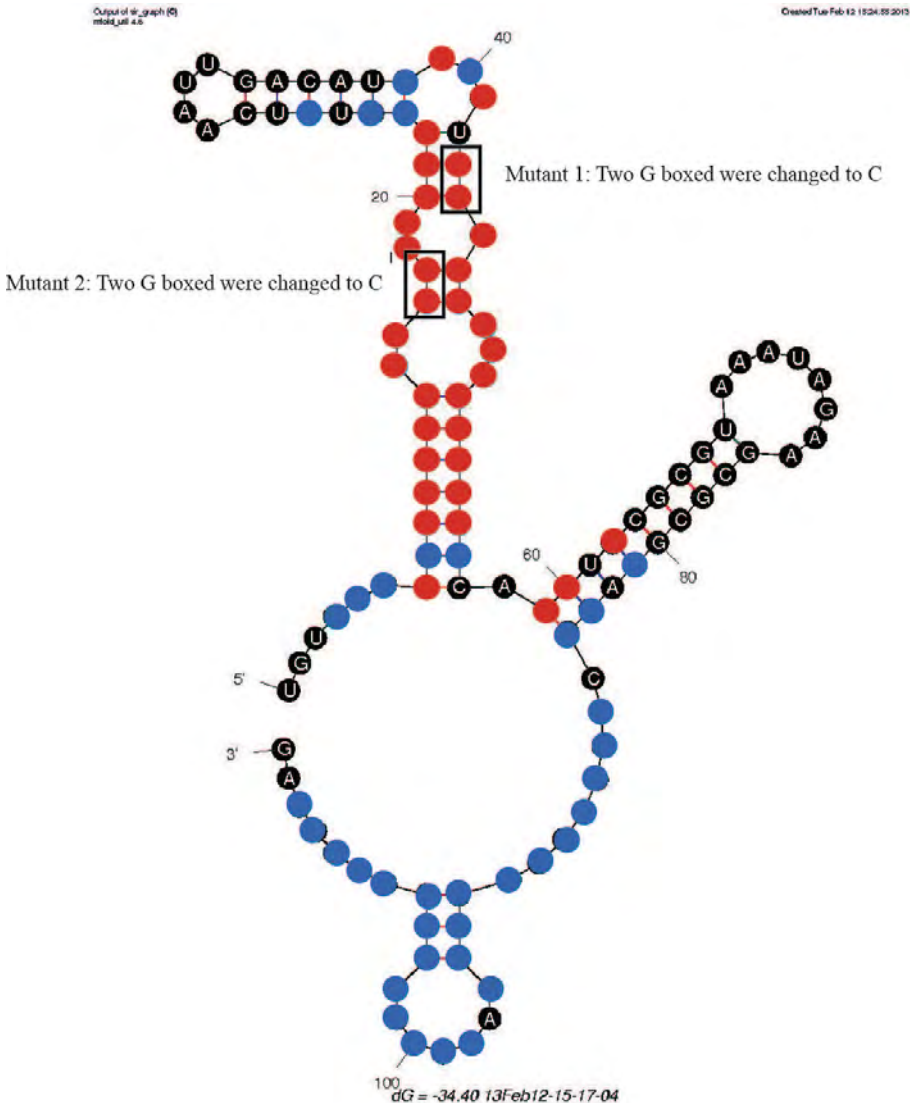 Output of sir_graph (©)
mfold_util 4.6
Created Tue Feb 12 15:24:55 2013
40
U U G A C A U
A A C U U U
U
Mutant 1: Two G boxed were changed to C
20
Mutant 2: Two G boxed were changed to C
A A A U A G A A
U G C G C
G C G C G
60
U
A
80
C A
U G U
5'
C
3'
G A
A
100
dG = -34.40 13Feb12-15-17-04